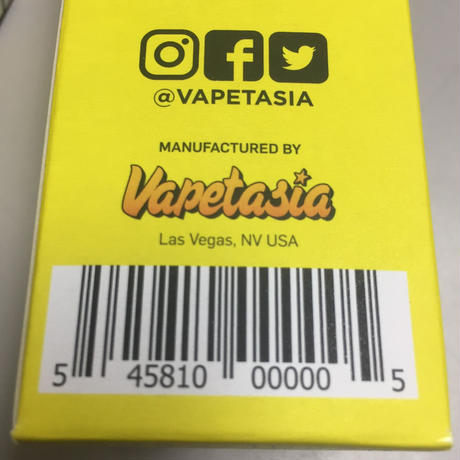 @VAPETASIA
MANUFACTURED BY
Vapetasia
Las Vegas, NV USA
5 45810 00000 5